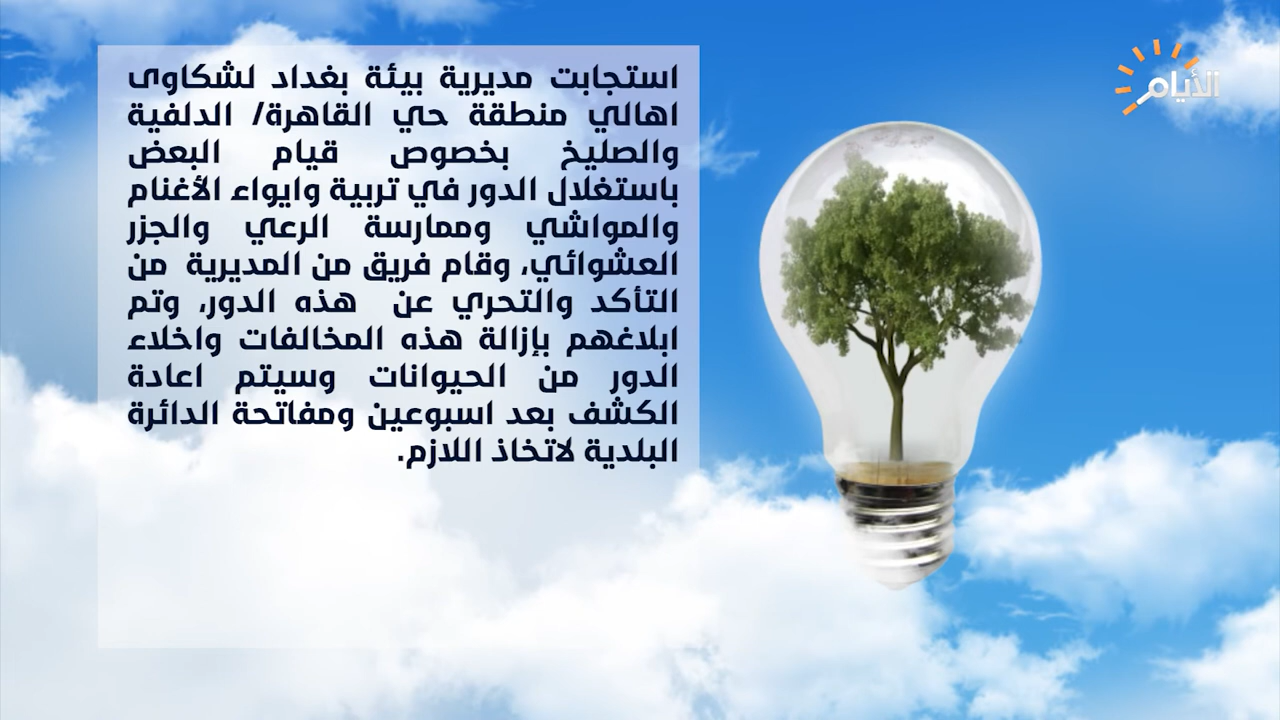 استجابت مديرية بيئة بغداد لشكاوى
اهالي منطقة حي القاهرة/ الدلفية
والصليخ بخصوص قيام البعض
باستغلال الدور في تربية وايواء الأغنام
والمواشي وممارسة الرعي والجزر
العشوائي، وقام فريق من المديرية من
التأكد والتحري عن هذه الدور، وتم
ابلاغهم بإزالة هذه المخالفات واخلاء
الدور من الحيوانات وسيتم اعادة
الكشف بعد اسبوعين ومفاتحة الدائرة
البلدية لاتخاذ اللازم.
الأيام